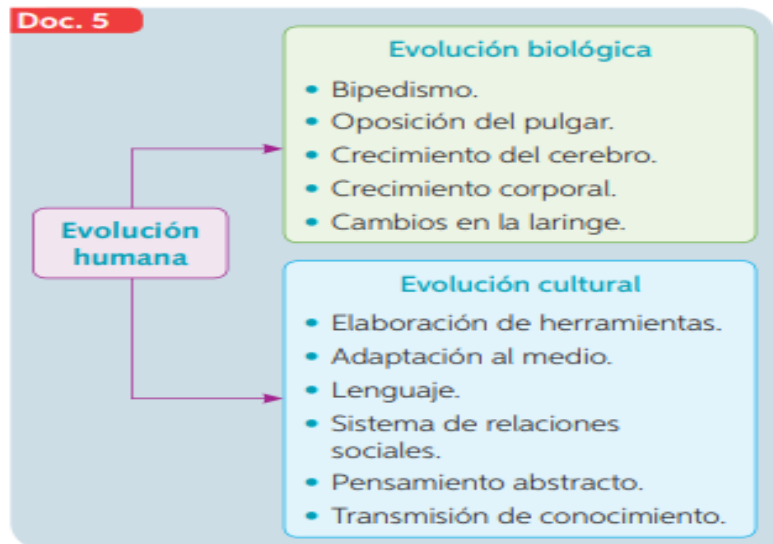 Doc. 5
Evolución biológica
• Bipedismo.
• Oposición del pulgar.
• Crecimiento del cerebro.
• Crecimiento corporal.
• Cambios en la laringe.
Evolución
humana
Evolución cultural
• Elaboración de herramientas.
• Adaptación al medio.
• Lenguaje.
• Sistema de relaciones
sociales.
• Pensamiento abstracto.
• Transmisión de conocimiento.